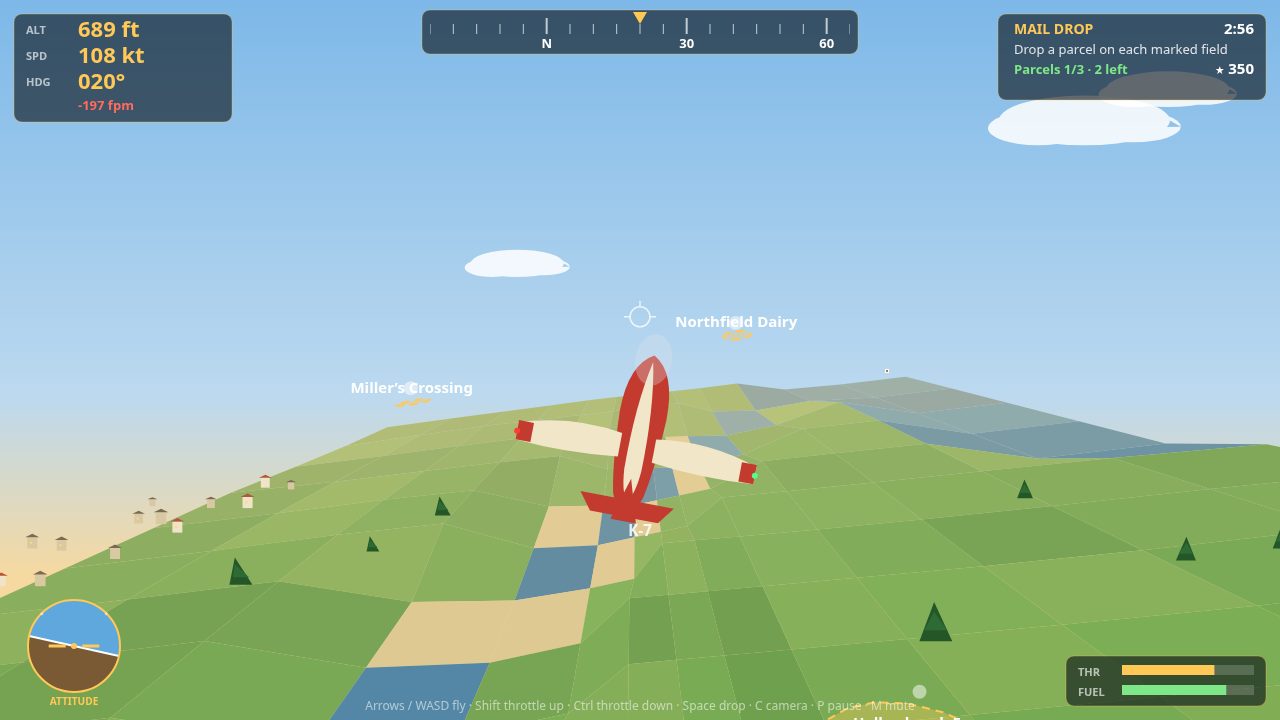 ALT 689 ft
SPD 108 kt
HDG 020°
-197 fpm
N 30 60
MAIL DROP 2:56
Drop a parcel on each marked field
Parcels 1/3 · 2 left ★ 350
Northfield Dairy
Miller's Crossing
K-7
ATTITUDE
THR
FUEL
Arrows / WASD fly · Shift throttle up · Ctrl throttle down · Space drop · C camera · P pause · M mute